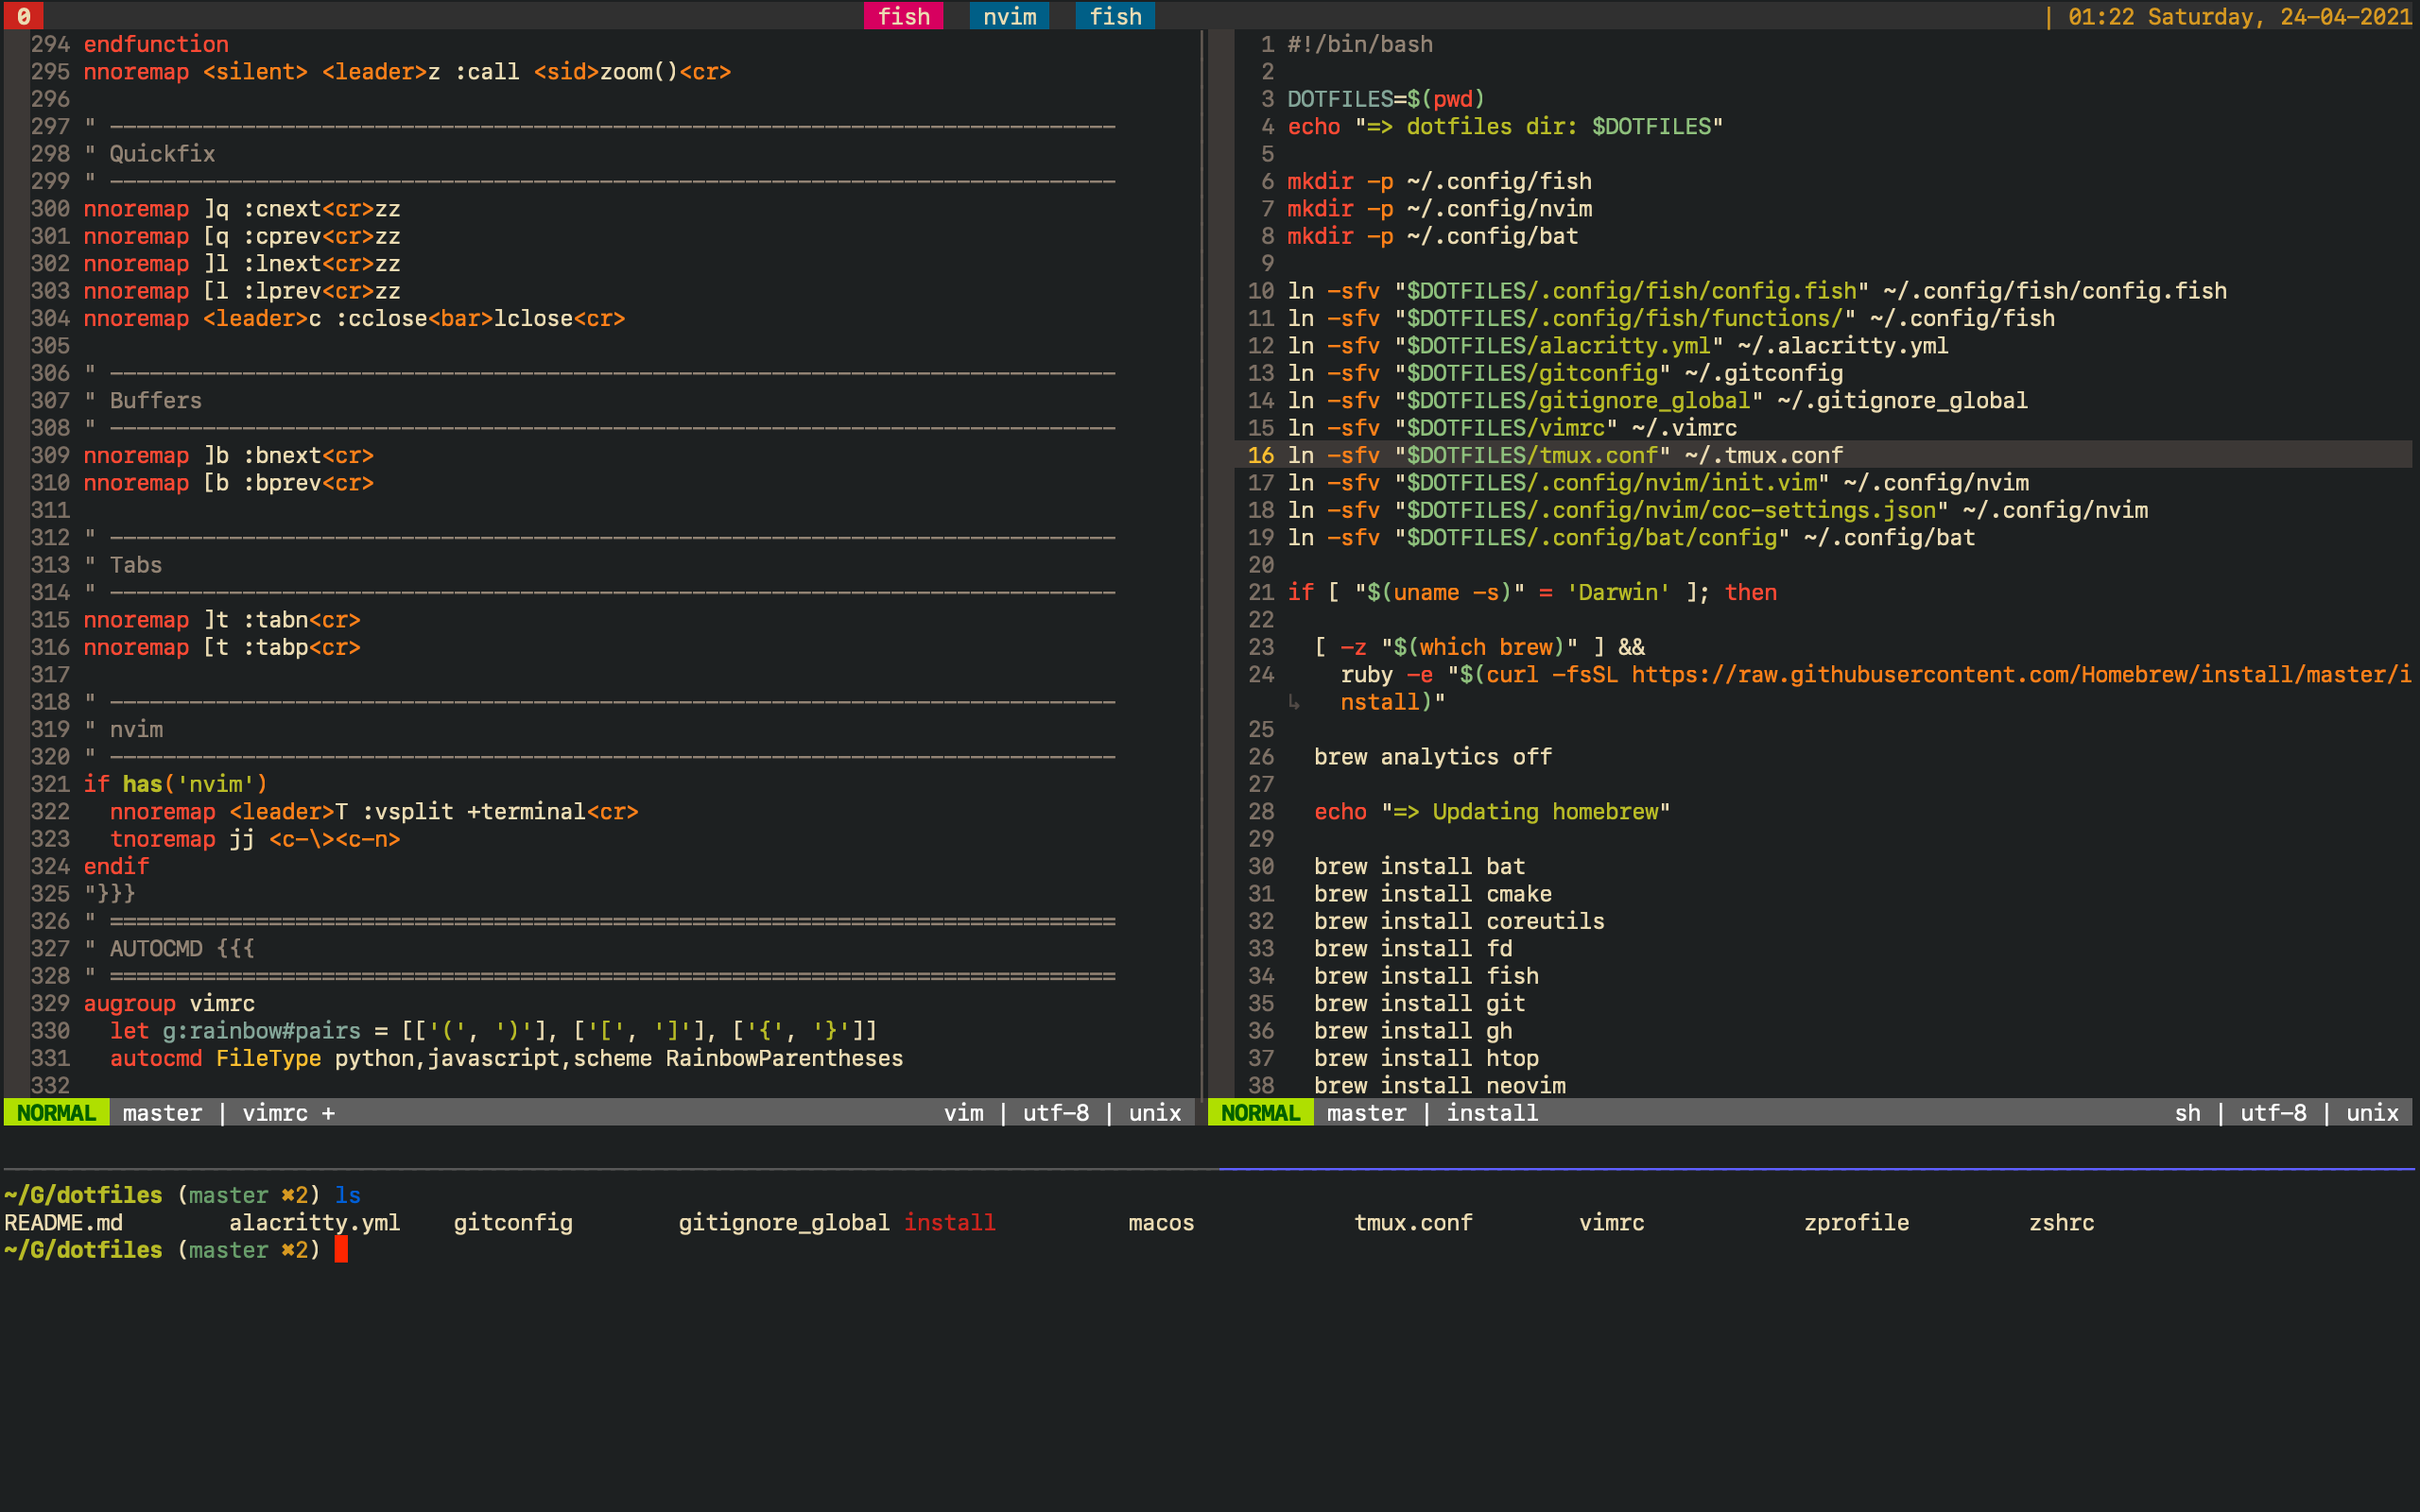 0 fish nvim fish | 01:22 Saturday, 24-04-2021
294 endfunction
295 nnoremap <silent> <leader>z :call <sid>zoom()<cr>
296
297 " ----------------------------------------------------------------------------
298 " Quickfix
299 " ----------------------------------------------------------------------------
300 nnoremap ]q :cnext<cr>zz
301 nnoremap [q :cprev<cr>zz
302 nnoremap ]l :lnext<cr>zz
303 nnoremap [l :lprev<cr>zz
304 nnoremap <leader>c :cclose<bar>lclose<cr>
305
306 " ----------------------------------------------------------------------------
307 " Buffers
308 " ----------------------------------------------------------------------------
309 nnoremap ]b :bnext<cr>
310 nnoremap [b :bprev<cr>
311
312 " ----------------------------------------------------------------------------
313 " Tabs
314 " ----------------------------------------------------------------------------
315 nnoremap ]t :tabn<cr>
316 nnoremap [t :tabp<cr>
317
318 " ----------------------------------------------------------------------------
319 " nvim
320 " ----------------------------------------------------------------------------
321 if has('nvim')
322   nnoremap <leader>T :vsplit +terminal<cr>
323   tnoremap jj <c-\><c-n>
324 endif
325 "}}}
326 " ============================================================================
327 " AUTOCMD {{{
328 " ============================================================================
329 augroup vimrc
330   let g:rainbow#pairs = [['(', ')'], ['[', ']'], ['{', '}']]
331   autocmd FileType python,javascript,scheme RainbowParentheses
332
NORMAL master | vimrc + vim | utf-8 | unix
1 #!/bin/bash
2
3 DOTFILES=$(pwd)
4 echo "=> dotfiles dir: $DOTFILES"
5
6 mkdir -p ~/.config/fish
7 mkdir -p ~/.config/nvim
8 mkdir -p ~/.config/bat
9
10 ln -sfv "$DOTFILES/.config/fish/config.fish" ~/.config/fish/config.fish
11 ln -sfv "$DOTFILES/.config/fish/functions/" ~/.config/fish
12 ln -sfv "$DOTFILES/alacritty.yml" ~/.alacritty.yml
13 ln -sfv "$DOTFILES/gitconfig" ~/.gitconfig
14 ln -sfv "$DOTFILES/gitignore_global" ~/.gitignore_global
15 ln -sfv "$DOTFILES/vimrc" ~/.vimrc
16 ln -sfv "$DOTFILES/tmux.conf" ~/.tmux.conf
17 ln -sfv "$DOTFILES/.config/nvim/init.vim" ~/.config/nvim
18 ln -sfv "$DOTFILES/.config/nvim/coc-settings.json" ~/.config/nvim
19 ln -sfv "$DOTFILES/.config/bat/config" ~/.config/bat
20
21 if [ "$(uname -s)" = 'Darwin' ]; then
22
23   [ -z "$(which brew)" ] &&
24     ruby -e "$(curl -fsSL https://raw.githubusercontent.com/Homebrew/install/master/i
↳   nstall)"
25
26   brew analytics off
27
28   echo "=> Updating homebrew"
29
30   brew install bat
31   brew install cmake
32   brew install coreutils
33   brew install fd
34   brew install fish
35   brew install git
36   brew install gh
37   brew install htop
38   brew install neovim
NORMAL master | install sh | utf-8 | unix
~/G/dotfiles (master ✖2) ls
README.md alacritty.yml gitconfig gitignore_global install macos tmux.conf vimrc zprofile zshrc
~/G/dotfiles (master ✖2)